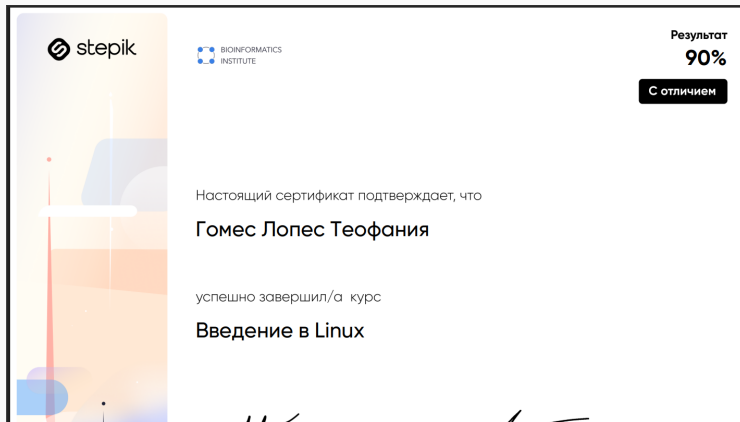 stepik
BIOINFORMATICS
INSTITUTE
Результат
90%
С отличием
Настоящий сертификат подтверждает, что
Гомес Лопес Теофания
успешно завершил/а курс
Введение в Linux